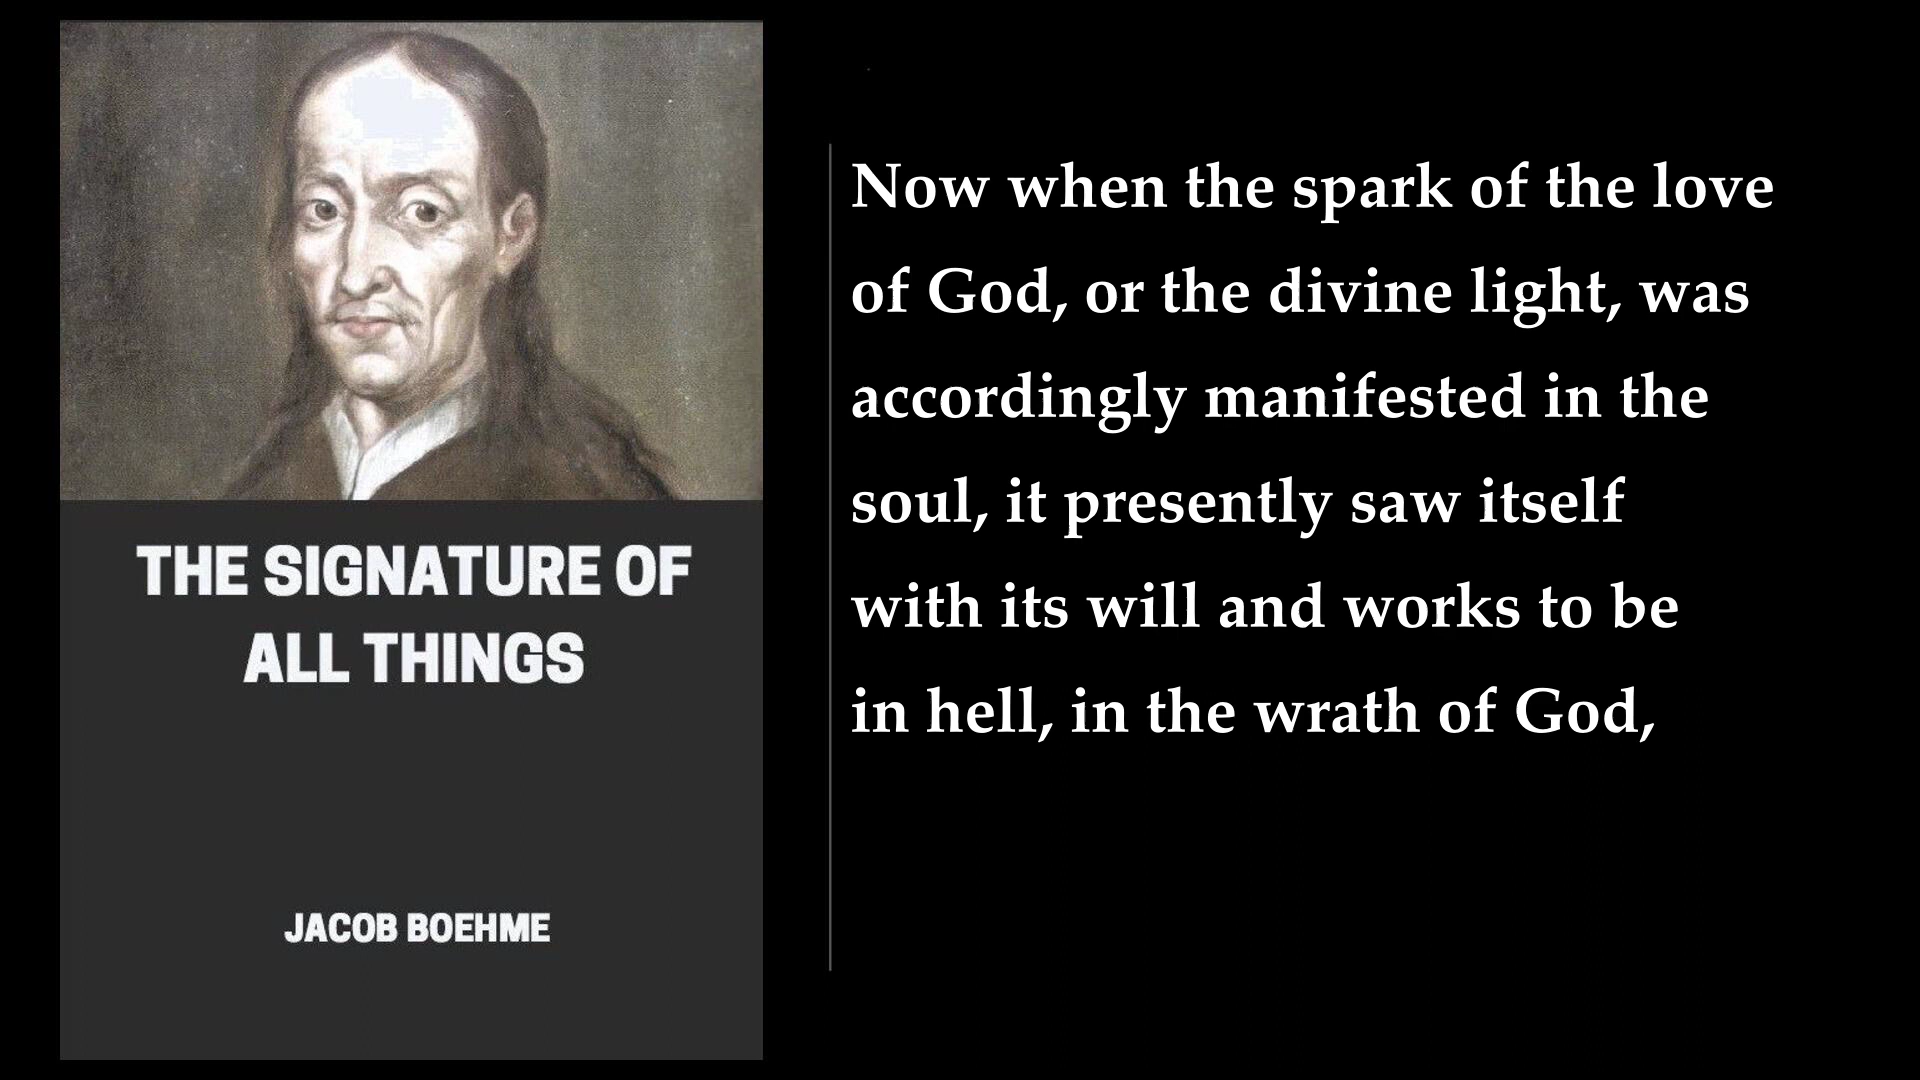 THE SIGNATURE OF
ALL THINGS
JACOB BOEHME
Now when the spark of the love
of God, or the divine light, was
accordingly manifested in the
soul, it presently saw itself
with its will and works to be
in hell, in the wrath of God,